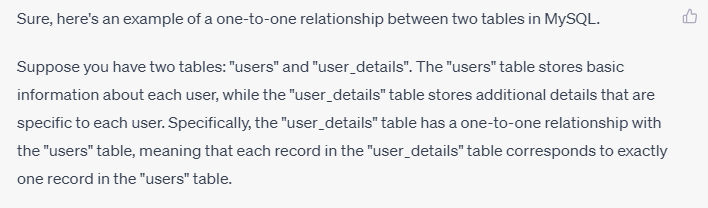 Sure, here's an example of a one-to-one relationship between two tables in MySQL.
Suppose you have two tables: "users" and "user_details". The "users" table stores basic
information about each user, while the "user_details" table stores additional details that are
specific to each user. Specifically, the "user_details" table has a one-to-one relationship with
the "users" table, meaning that each record in the "user_details" table corresponds to exactly
one record in the "users" table.